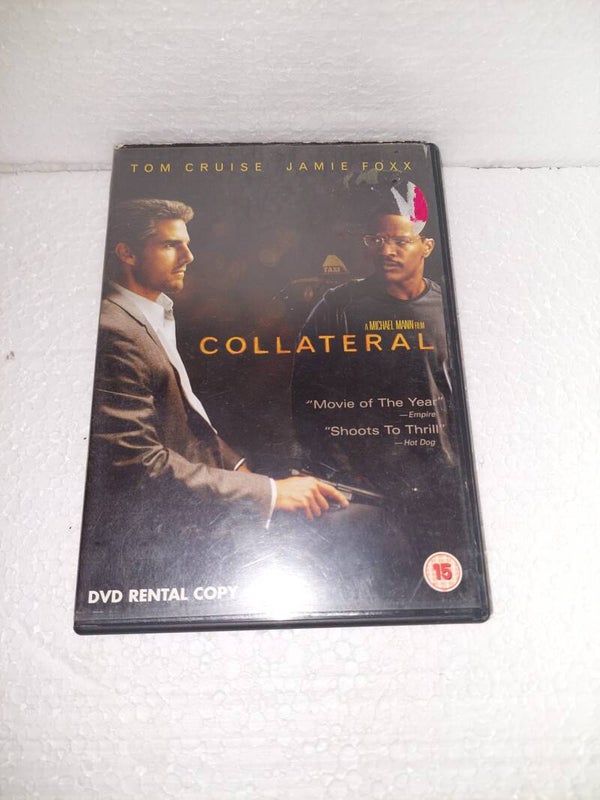 TOM CRUISE JAMIE FOXX
TAXI
A MICHAEL MANN FILM
COLLATERAL
"Movie of The Year"
—Empire
"Shoots To Thrill"
—Hot Dog
15
DVD RENTAL COPY